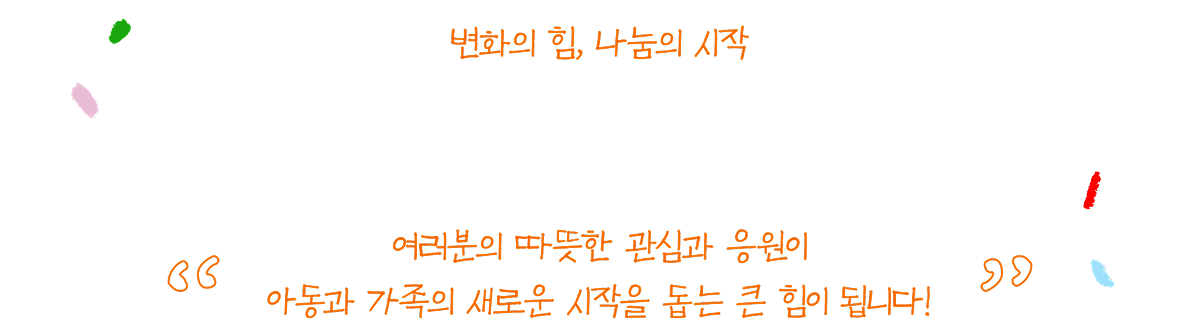 변화의 힘, 나눔의 시작
여러분의 따뜻한 관심과 응원이
“아동과 가족의 새로운 시작을 돕는 큰 힘이 됩니다!”